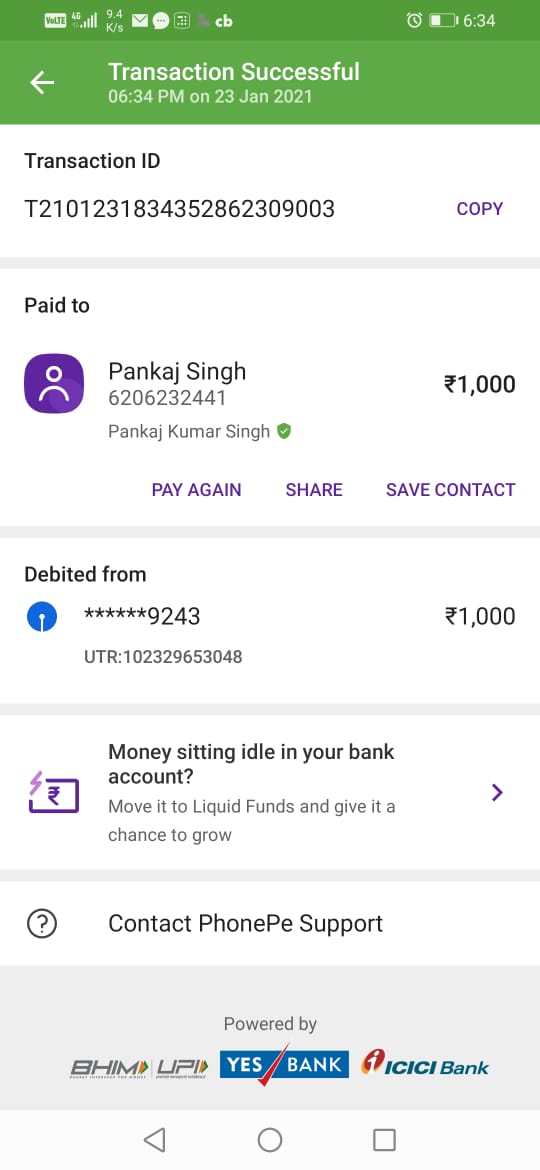 VoLTE 4G 9.4 K/s cb 6:34
Transaction Successful
06:34 PM on 23 Jan 2021
Transaction ID
T2101231834352862309003 COPY
Paid to
Pankaj Singh ₹1,000
6206232441
Pankaj Kumar Singh
PAY AGAIN SHARE SAVE CONTACT
Debited from
******9243 ₹1,000
UTR:102329653048
Money sitting idle in your bank
account?
Move it to Liquid Funds and give it a
chance to grow
Contact PhonePe Support
Powered by
BHIM UPI YES BANK ICICI Bank